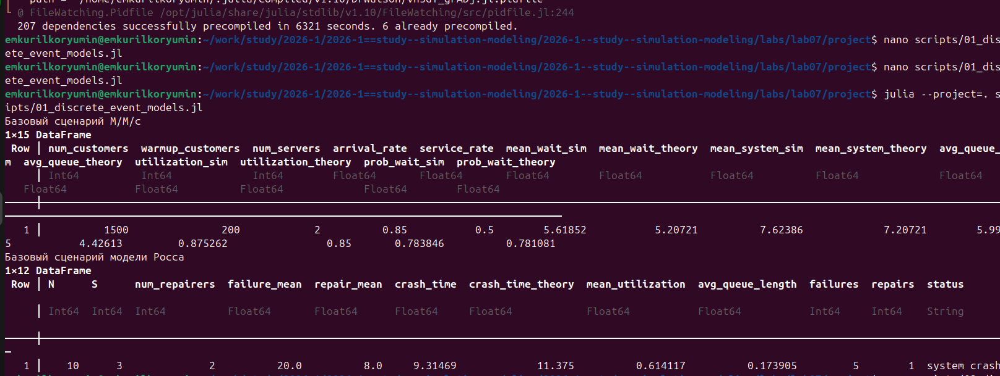 @ FileWatching.Pidfile /opt/julia/share/julia/stdlib/v1.10/FileWatching/src/pidfile.jl:244
207 dependencies successfully precompiled in 6321 seconds. 6 already precompiled.
emkurilkoryumin@emkurilkoryumin:~/work/study/2026-1/2026-1==study--simulation-modeling/2026-1--study--simulation-modeling/labs/lab07/project$ nano scripts/01_dis
ete_event_models.jl
emkurilkoryumin@emkurilkoryumin:~/work/study/2026-1/2026-1==study--simulation-modeling/2026-1--study--simulation-modeling/labs/lab07/project$ nano scripts/01_dis
ete_event_models.jl
emkurilkoryumin@emkurilkoryumin:~/work/study/2026-1/2026-1==study--simulation-modeling/2026-1--study--simulation-modeling/labs/lab07/project$ julia --project=. s
ipts/01_discrete_event_models.jl
Базовый сценарий M/M/c
1×15 DataFrame
Row │ num_customers warmup_customers num_servers arrival_rate service_rate mean_wait_sim mean_wait_theory mean_system_sim mean_system_theory avg_queue_
m avg_queue_theory utilization_sim utilization_theory prob_wait_sim prob_wait_theory
│ Int64 Int64 Int64 Float64 Float64 Float64 Float64 Float64 Float64 Float64
Float64 Float64 Float64 Float64 Float64
1 │ 1500 200 2 0.85 0.5 5.61852 5.20721 7.62386 7.20721 5.99
5 4.42613 0.875262 0.85 0.783846 0.781081
Базовый сценарий модели Росса
1×12 DataFrame
Row │ N S num_repairers failure_mean repair_mean crash_time crash_time_theory mean_utilization avg_queue_length failures repairs status
│ Int64 Int64 Int64 Float64 Float64 Float64 Float64 Float64 Float64 Int64 Int64 String
1 │ 10 3 2 20.0 8.0 9.31469 11.375 0.614117 0.173905 5 1 system crash